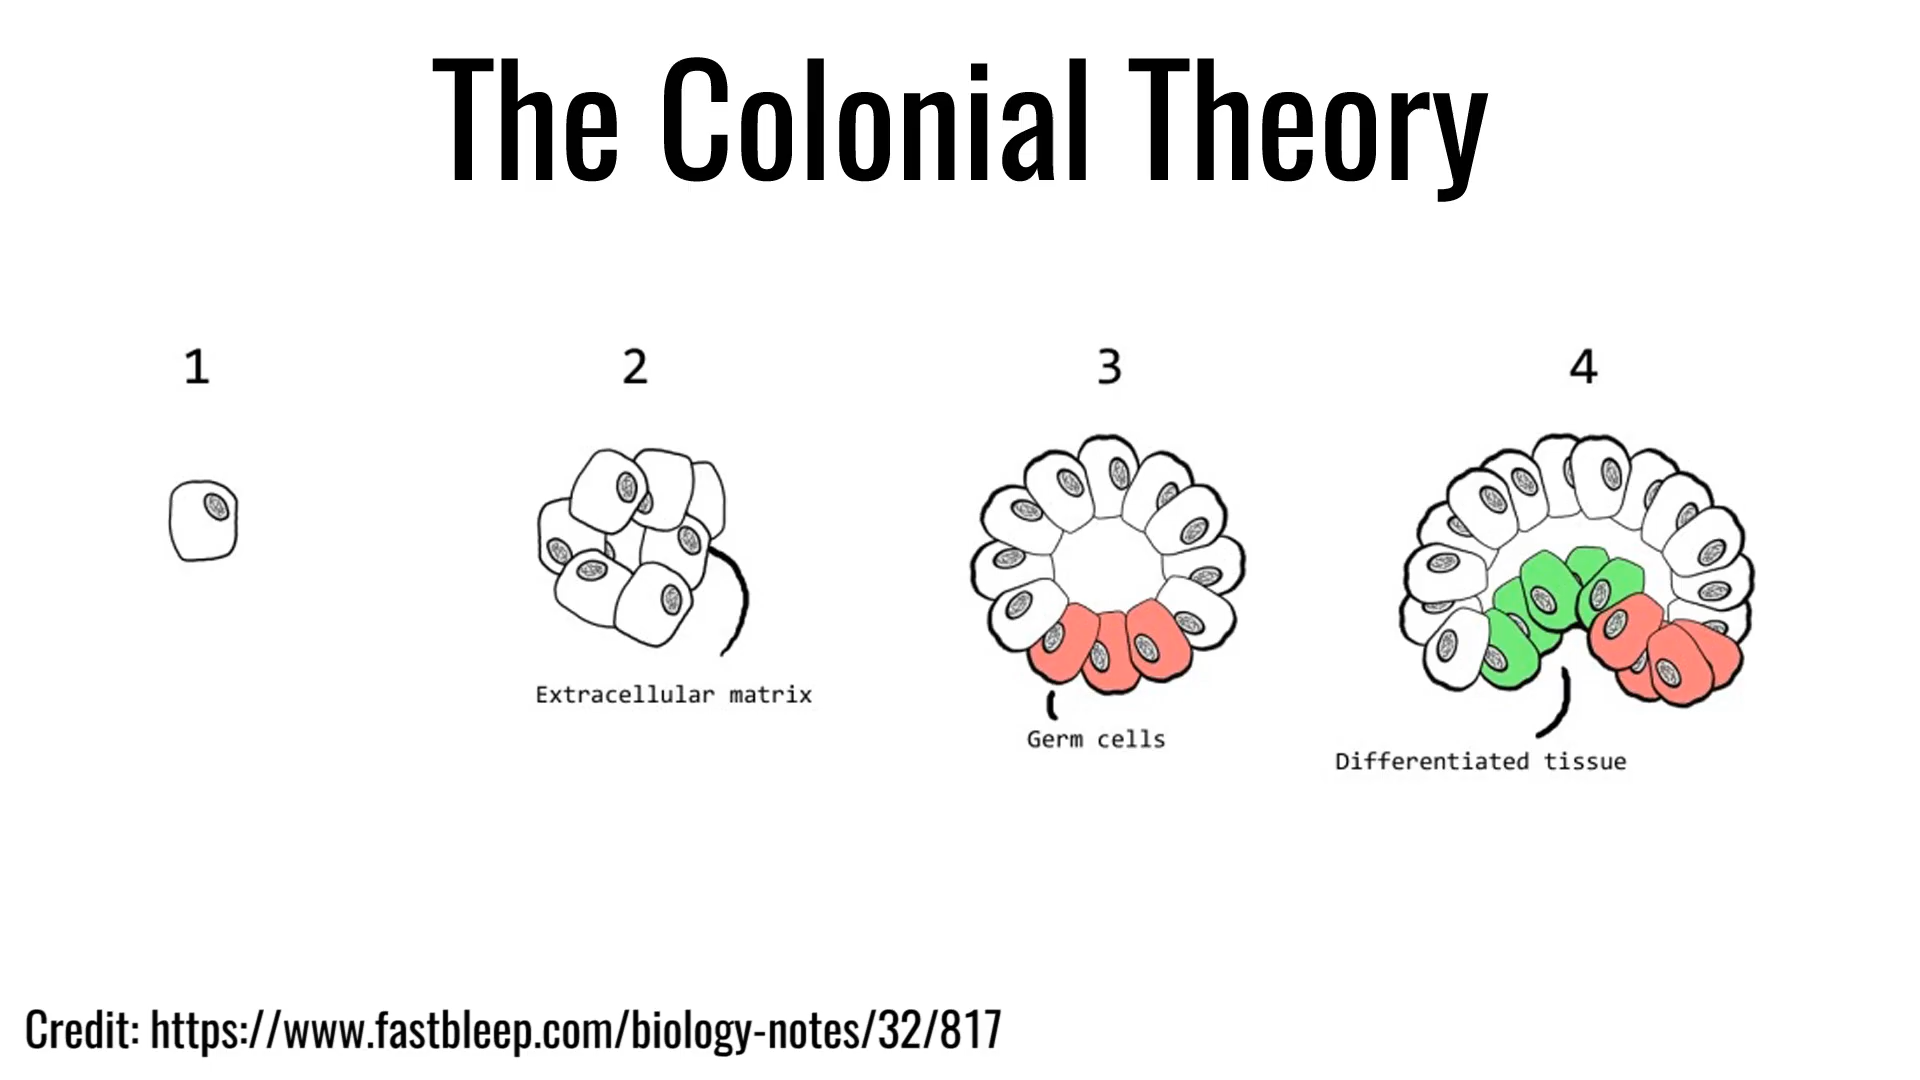 The Colonial Theory
1
2
3
4
Extracellular matrix
Germ cells
Differentiated tissue
Credit: https://www.fastbleep.com/biology-notes/32/817